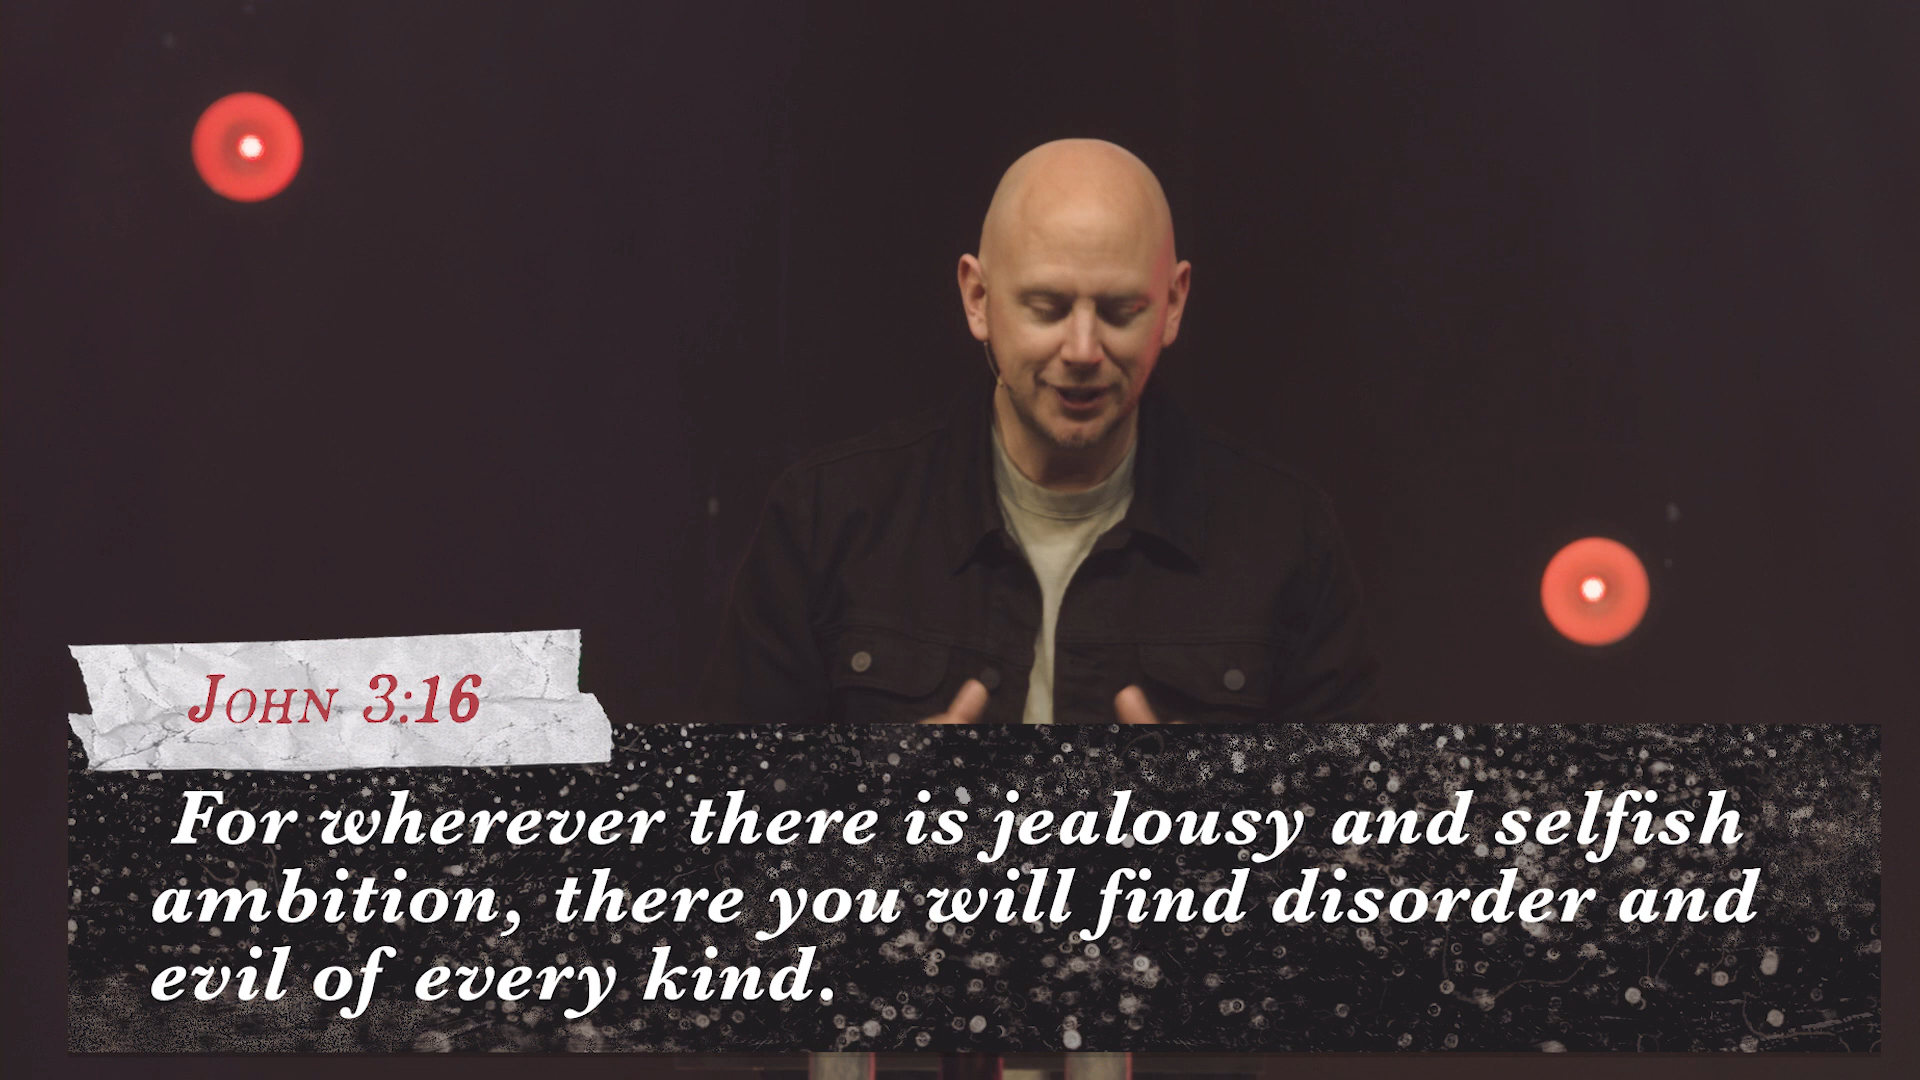 John 3:16
For wherever there is jealousy and selfish
ambition, there you will find disorder and
evil of every kind.